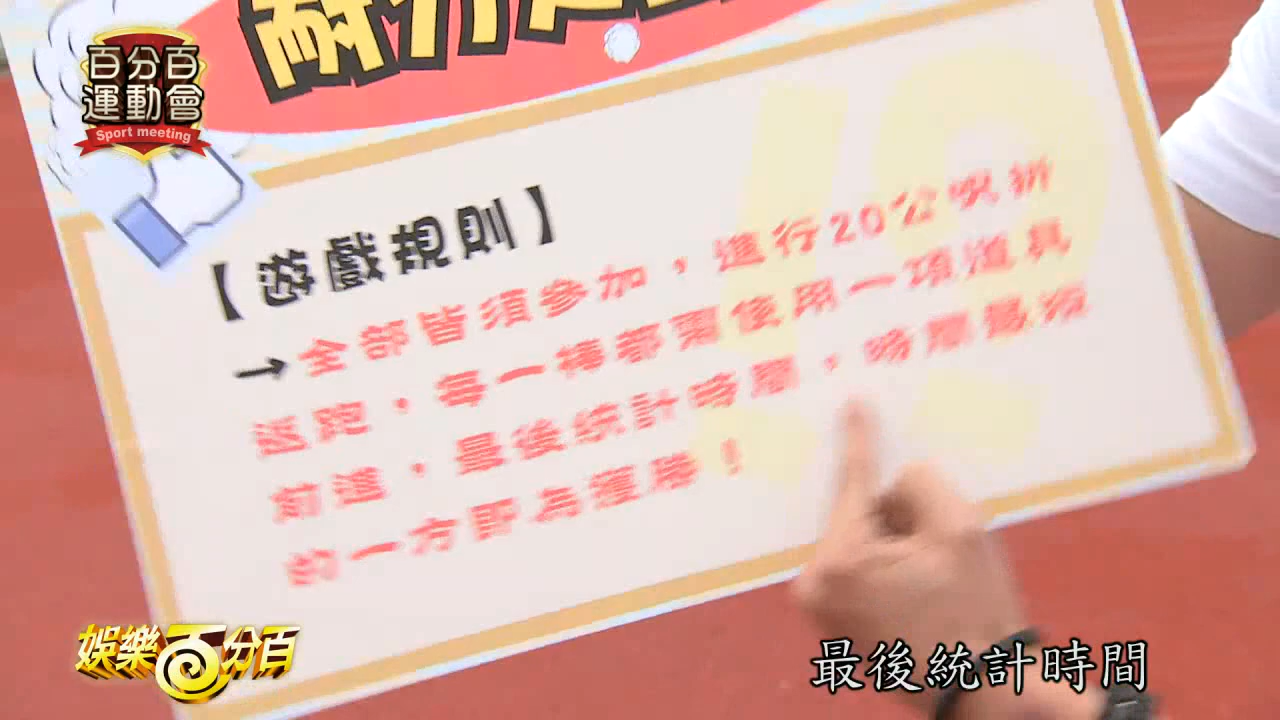 百分百
運動會
Sport meeting
耐力
【遊戲規則】
→全部皆須參加，進行20公呎折
返跑，每一棒都需使用一項道具
前進，最後統計時間，時間最短
的一方即為獲勝！
娛樂百分百
最後統計時間